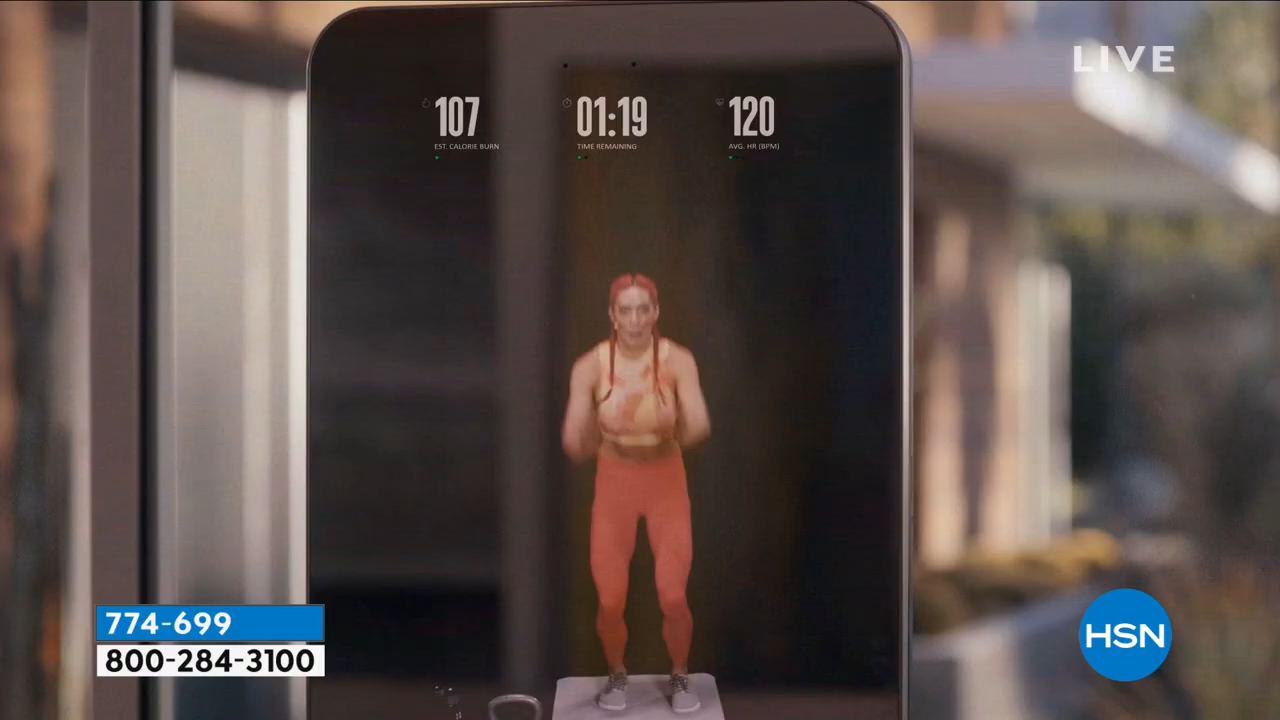 LIVE
107
01:19
120
EST. CALORIE BURN
TIME REMAINING
AVG. HR (BPM)
774-699
800-284-3100
HSN